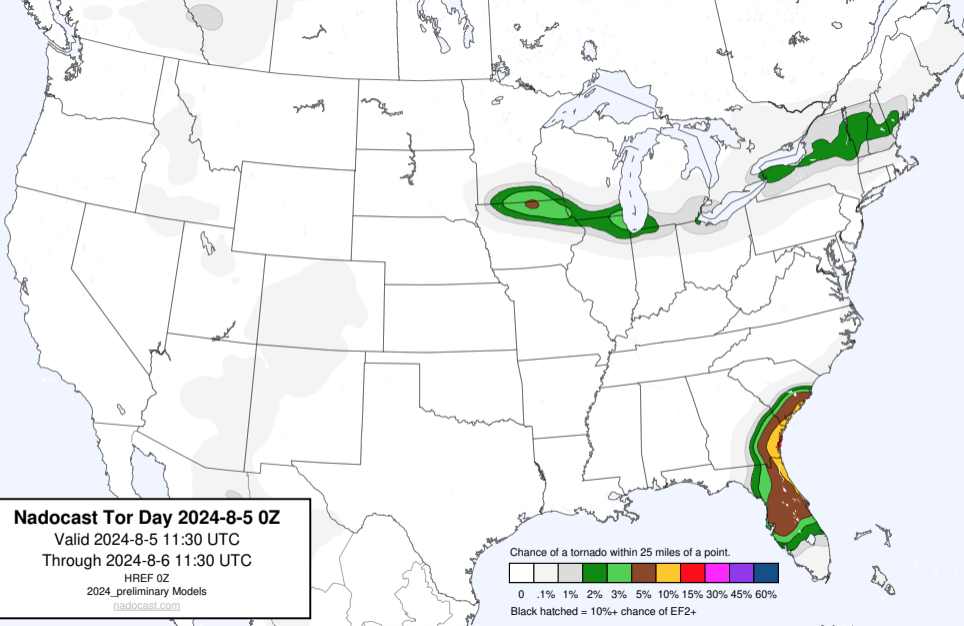 Nadocast Tor Day 2024-8-5 0Z
Valid 2024-8-5 11:30 UTC
Through 2024-8-6 11:30 UTC
HREF 0Z
2024_preliminary Models
nadocast.com
Chance of a tornado within 25 miles of a point.
0 .1% 1% 2% 3% 5% 10% 15% 30% 45% 60%
Black hatched = 10%+ chance of EF2+